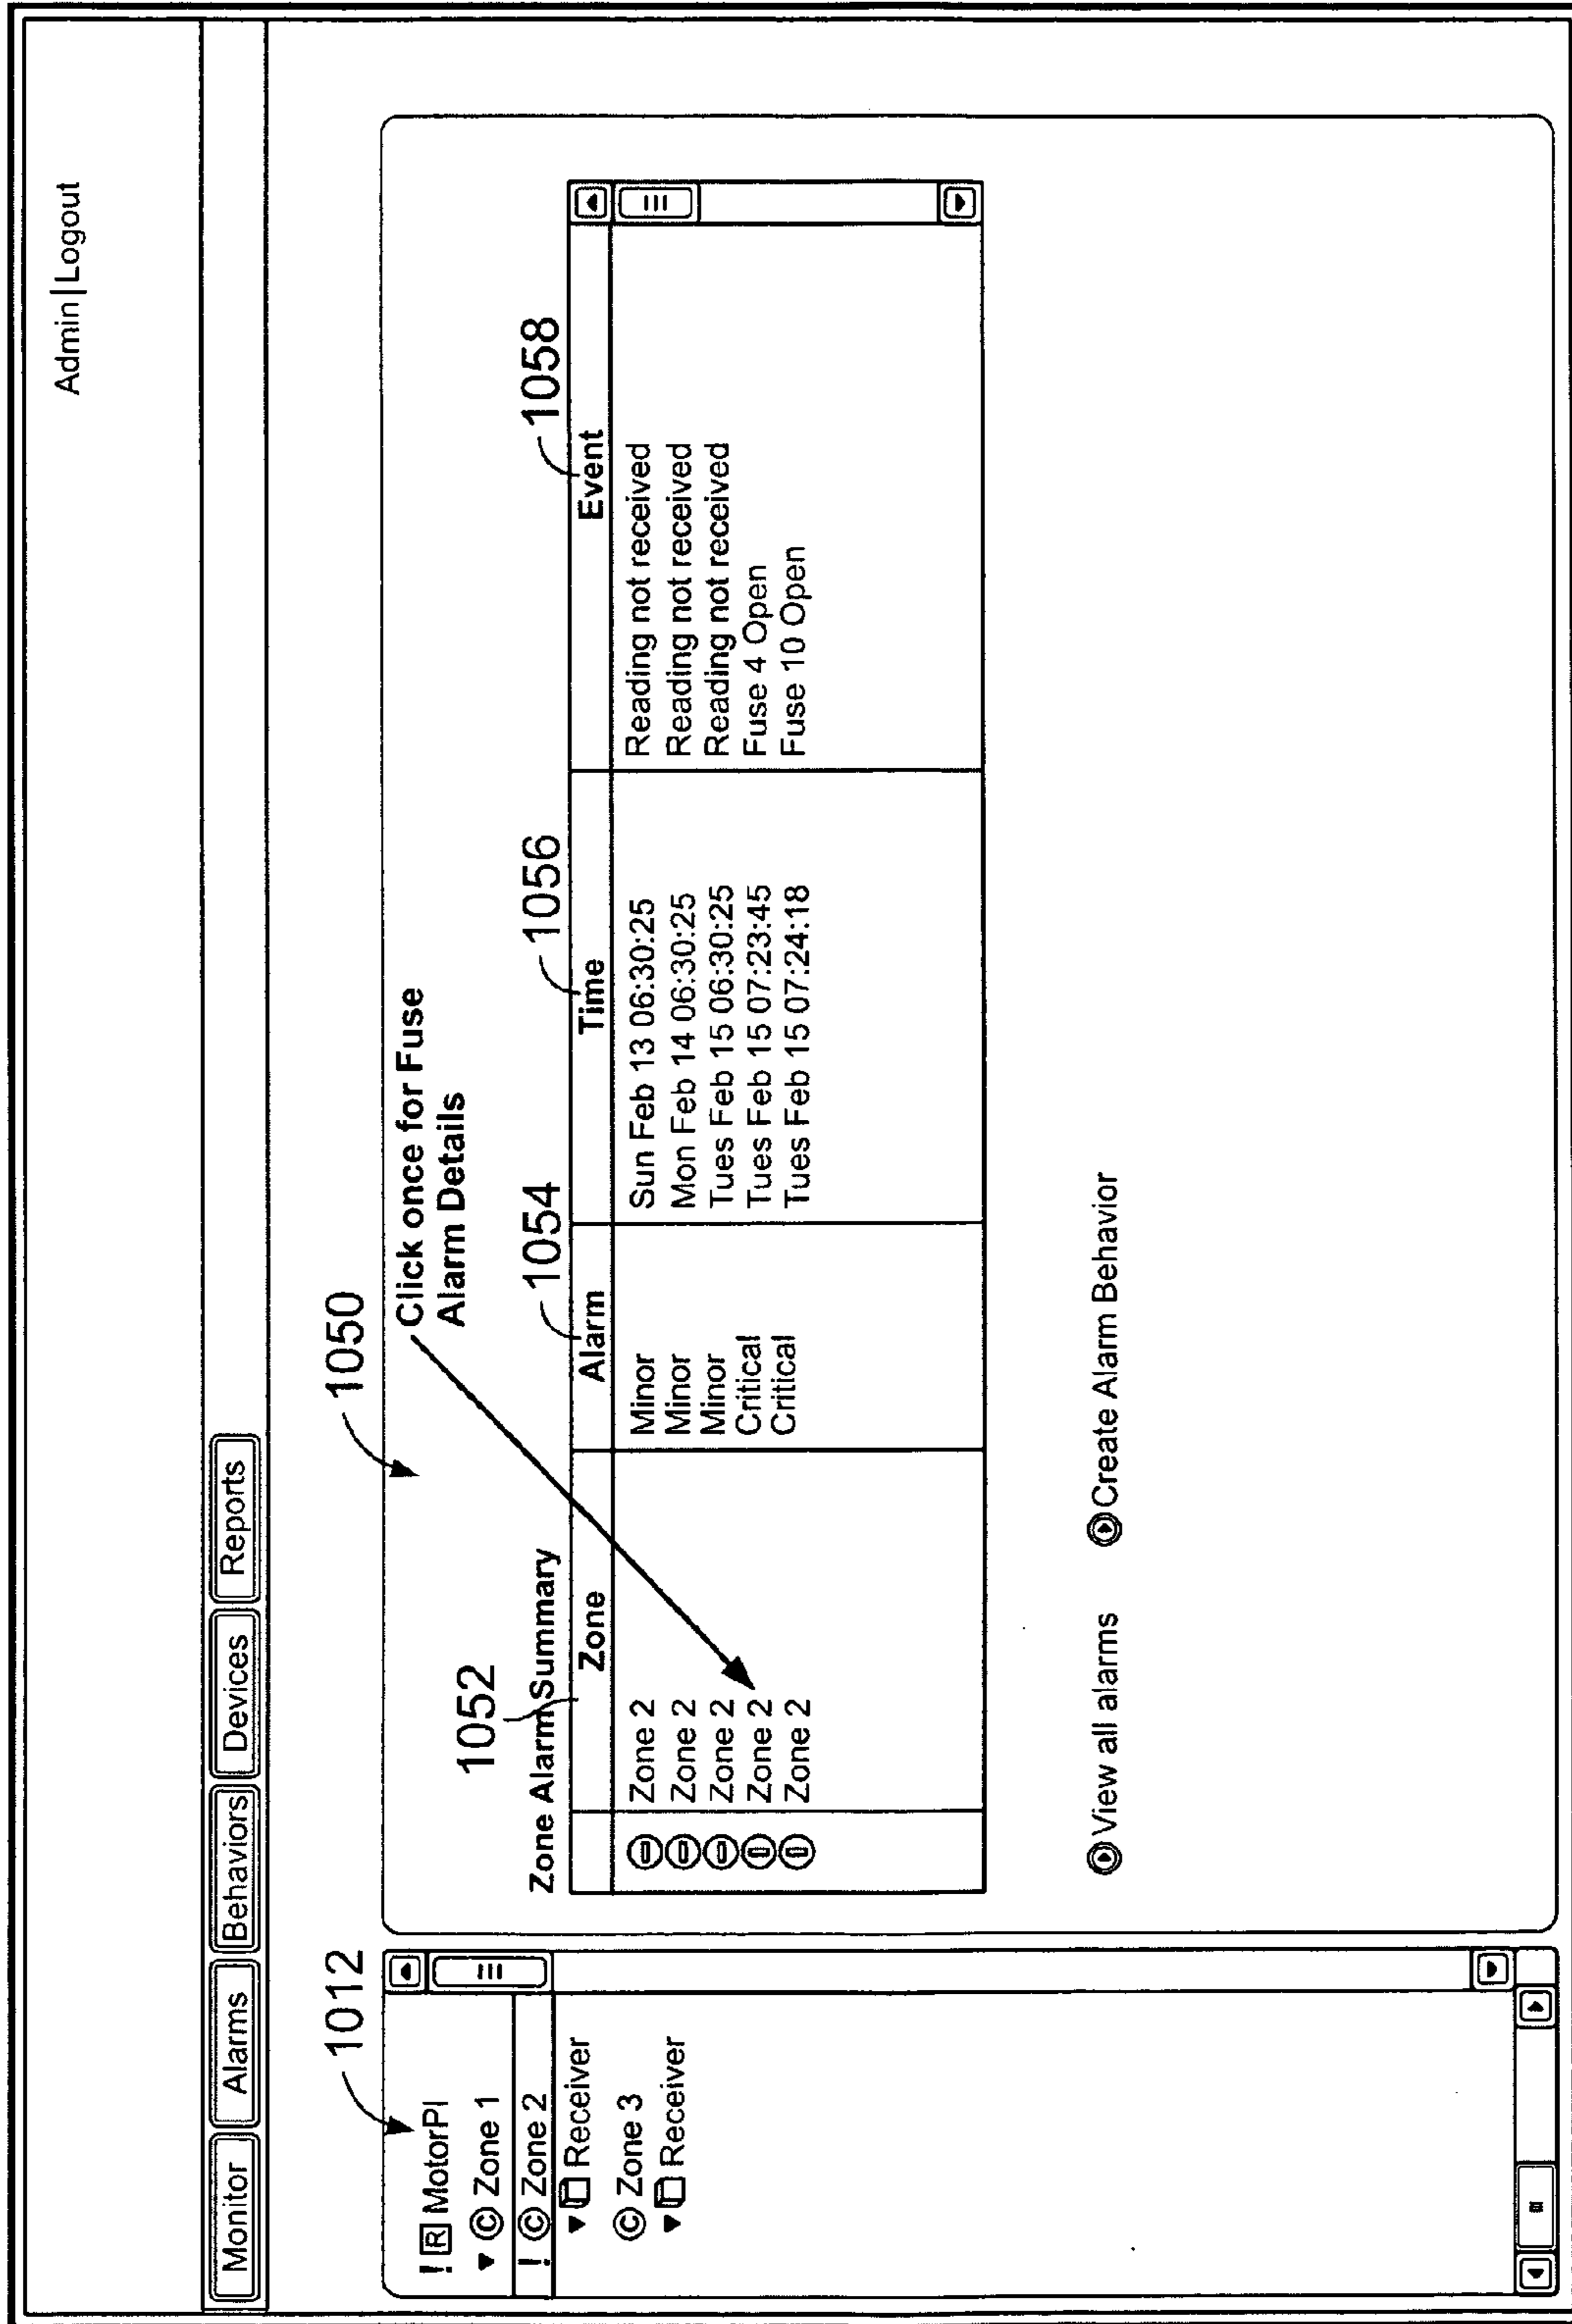 Admin|Logout
Monitor
Alarms
Behaviors
Devices
Reports
1012
! R MotorPl
▼ © Zone 1
! © Zone 2
▼ Receiver
© Zone 3
▼ Receiver
1050
Click once for Fuse
Alarm Details
1052
1054
1056
1058
Zone Alarm Summary
Zone Alarm Time Event
Zone 2 Minor Sun Feb 13 06:30:25 Reading not received
Zone 2 Minor Mon Feb 14 06:30:25 Reading not received
Zone 2 Minor Tues Feb 15 06:30:25 Reading not received
Zone 2 Critical Tues Feb 15 07:23:45 Fuse 4 Open
Zone 2 Critical Tues Feb 15 07:24:18 Fuse 10 Open
View all alarms
Create Alarm Behavior